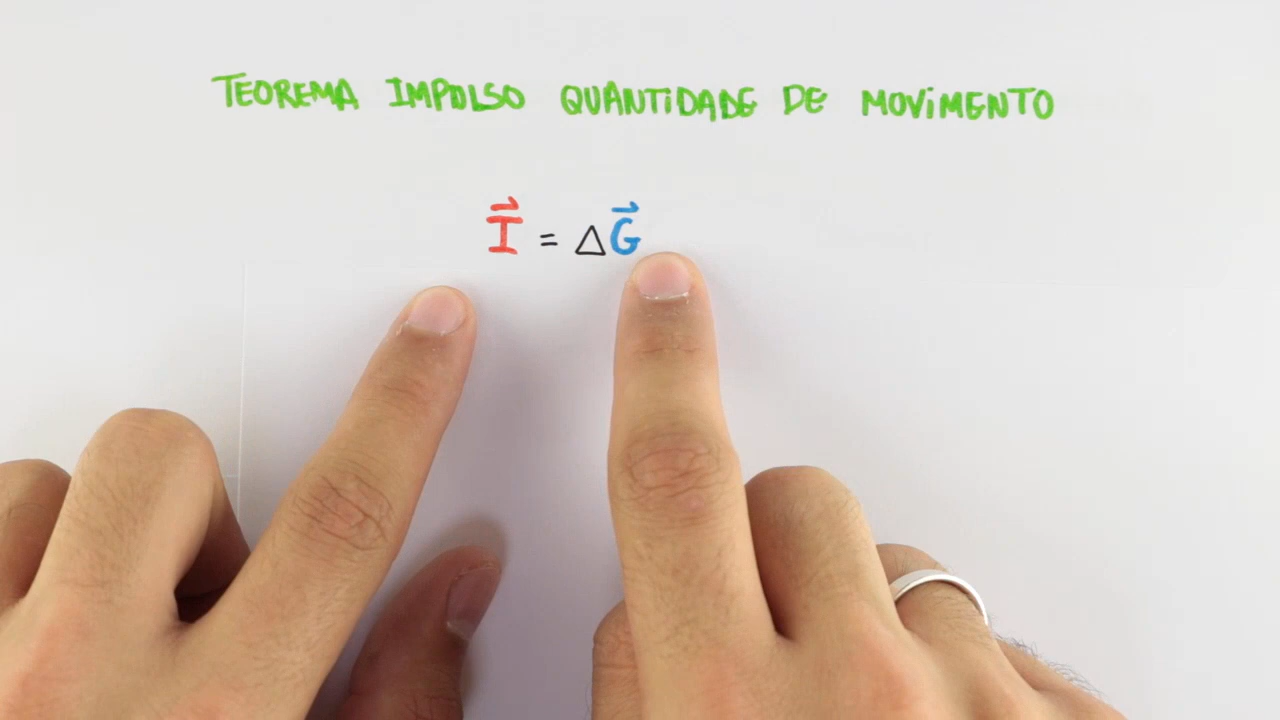 TEOREMA IMPULSO QUANTIDADE DE MOVIMENTO
I⃗ = ΔG⃗